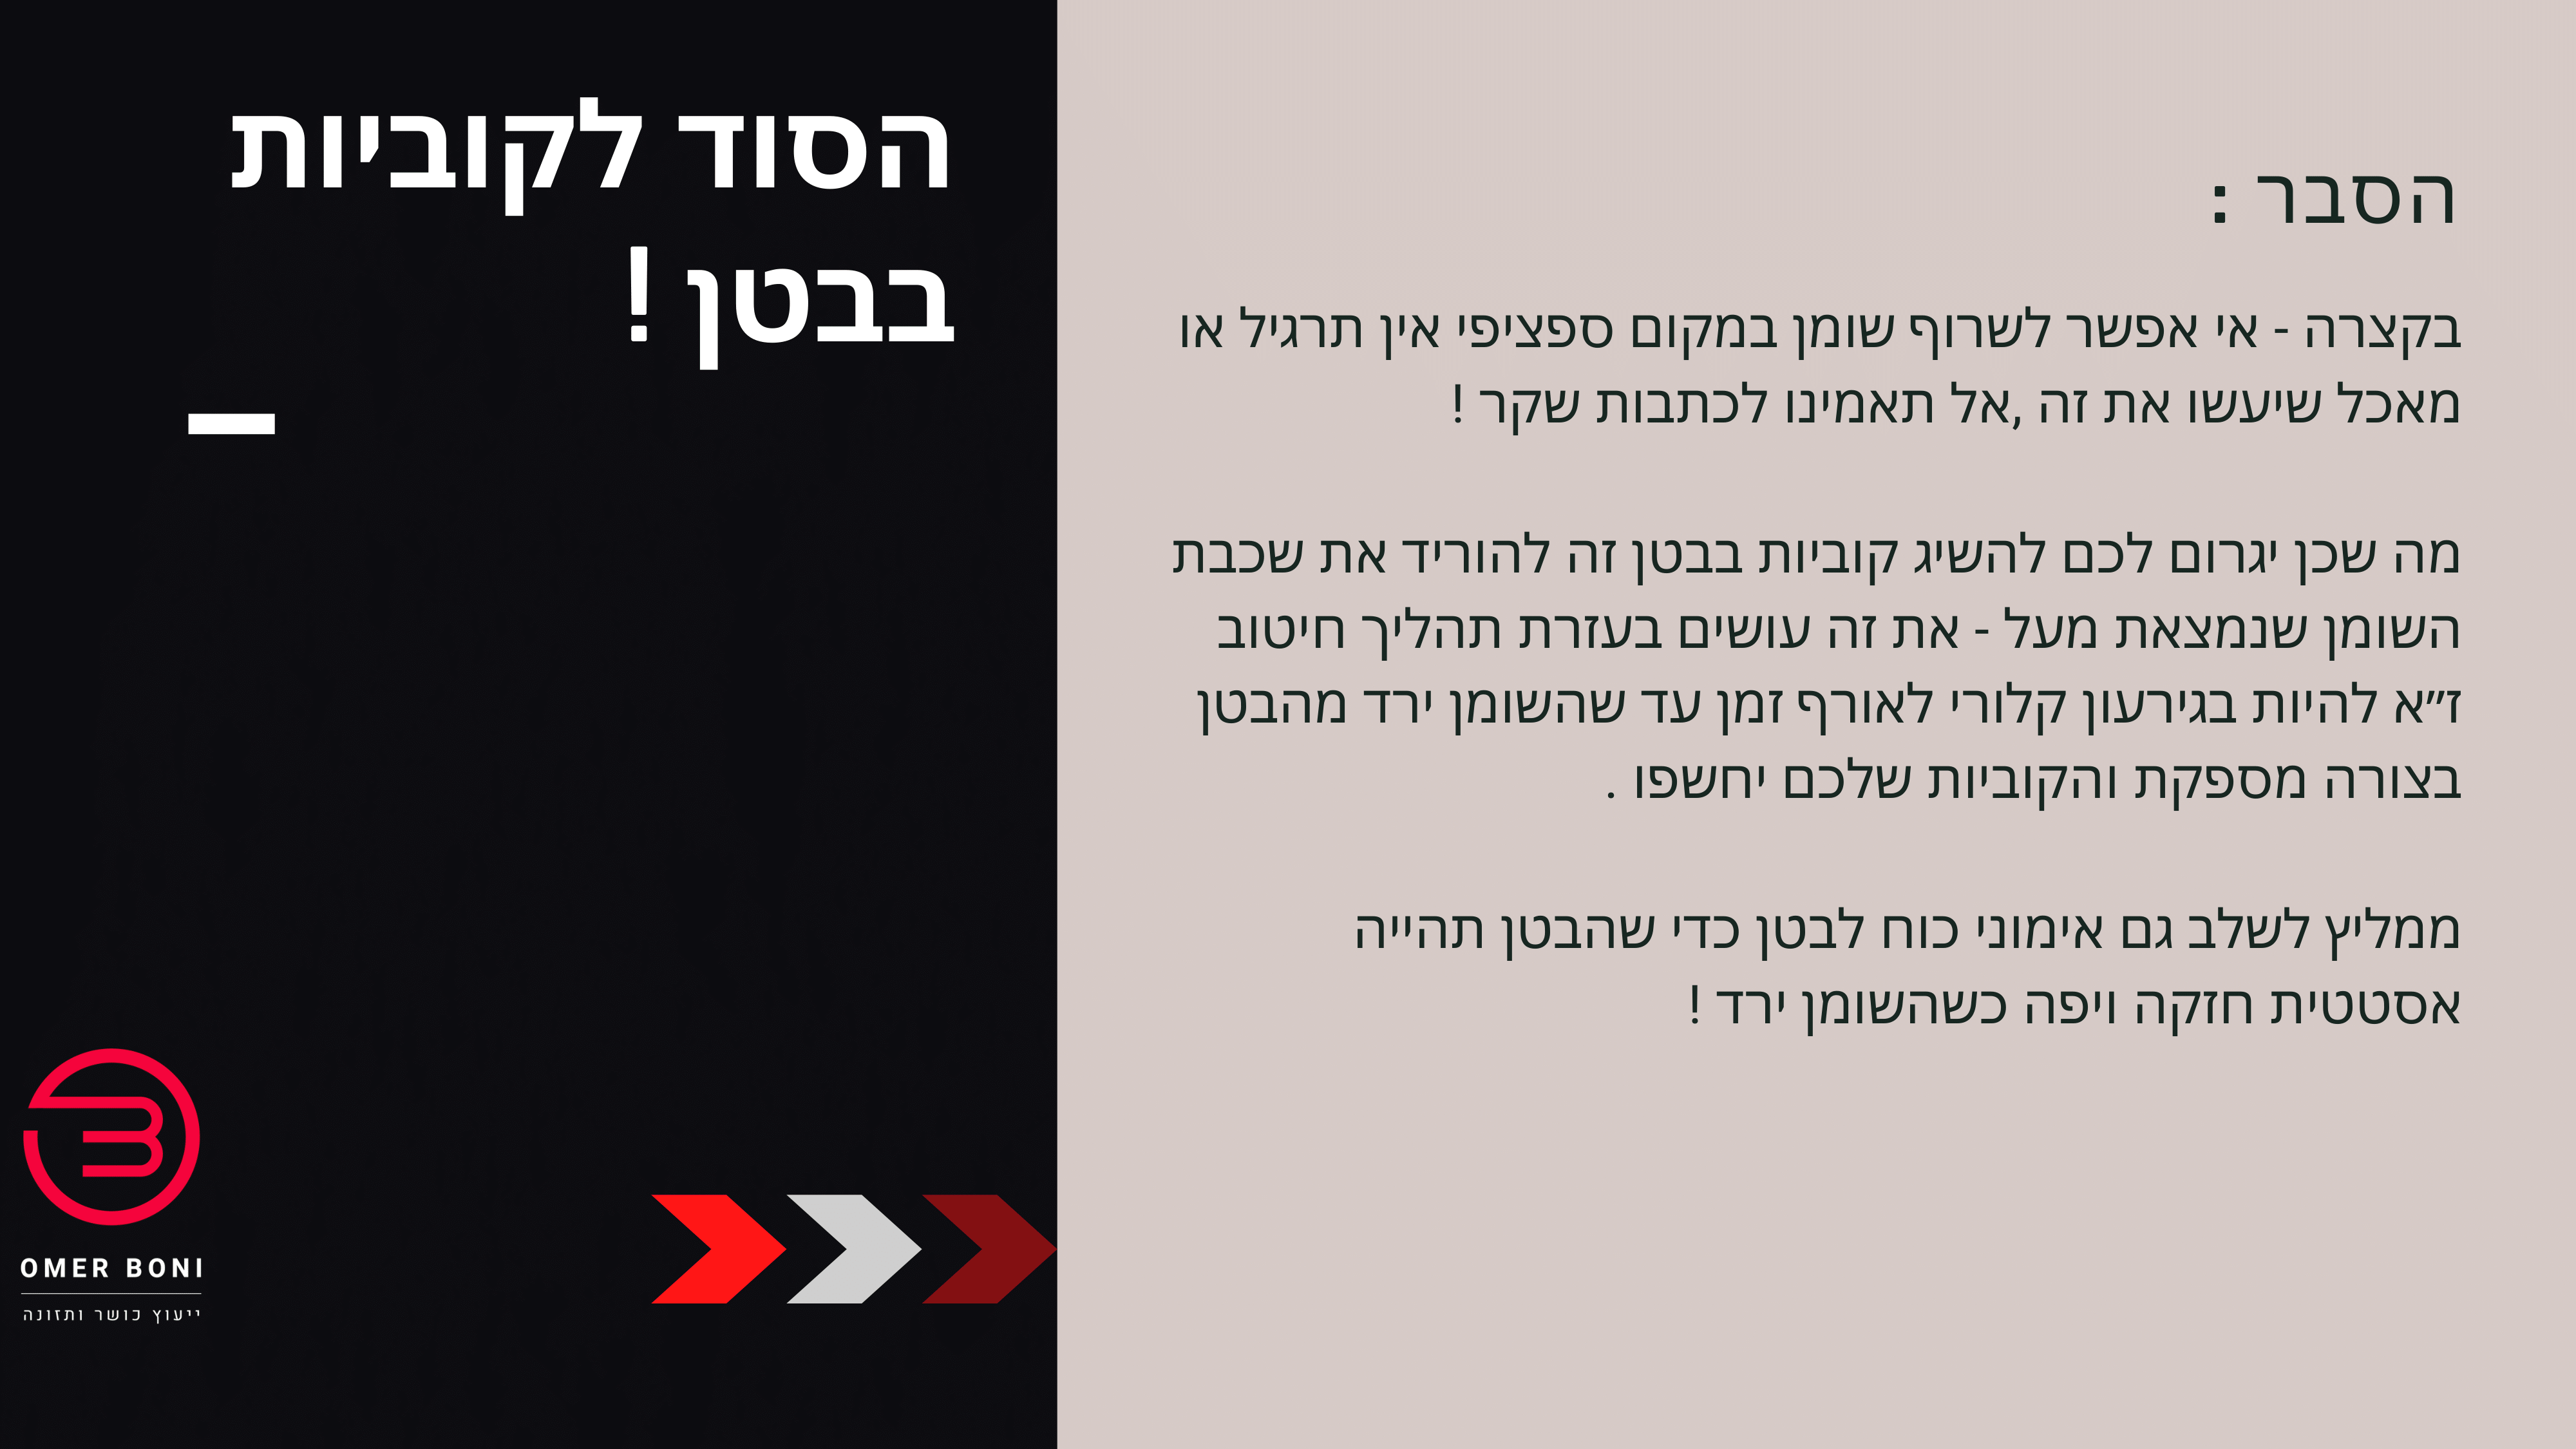 הסוד לקוביות
בבטן !
הסבר :
בקצרה - אי אפשר לשרוף שומן במקום ספציפי אין תרגיל או
מאכל שיעשו את זה ,אל תאמינו לכתבות שקר !
מה שכן יגרום לכם להשיג קוביות בבטן זה להוריד את שכבת
השומן שנמצאת מעל - את זה עושים בעזרת תהליך חיטוב
ז״א להיות בגירעון קלורי לאורף זמן עד שהשומן ירד מהבטן
בצורה מספקת והקוביות שלכם יחשפו .
ממליץ לשלב גם אימוני כוח לבטן כדי שהבטן תהייה
אסטטית חזקה ויפה כשהשומן ירד !
OMER BONI
ייעוץ כושר ותזונה